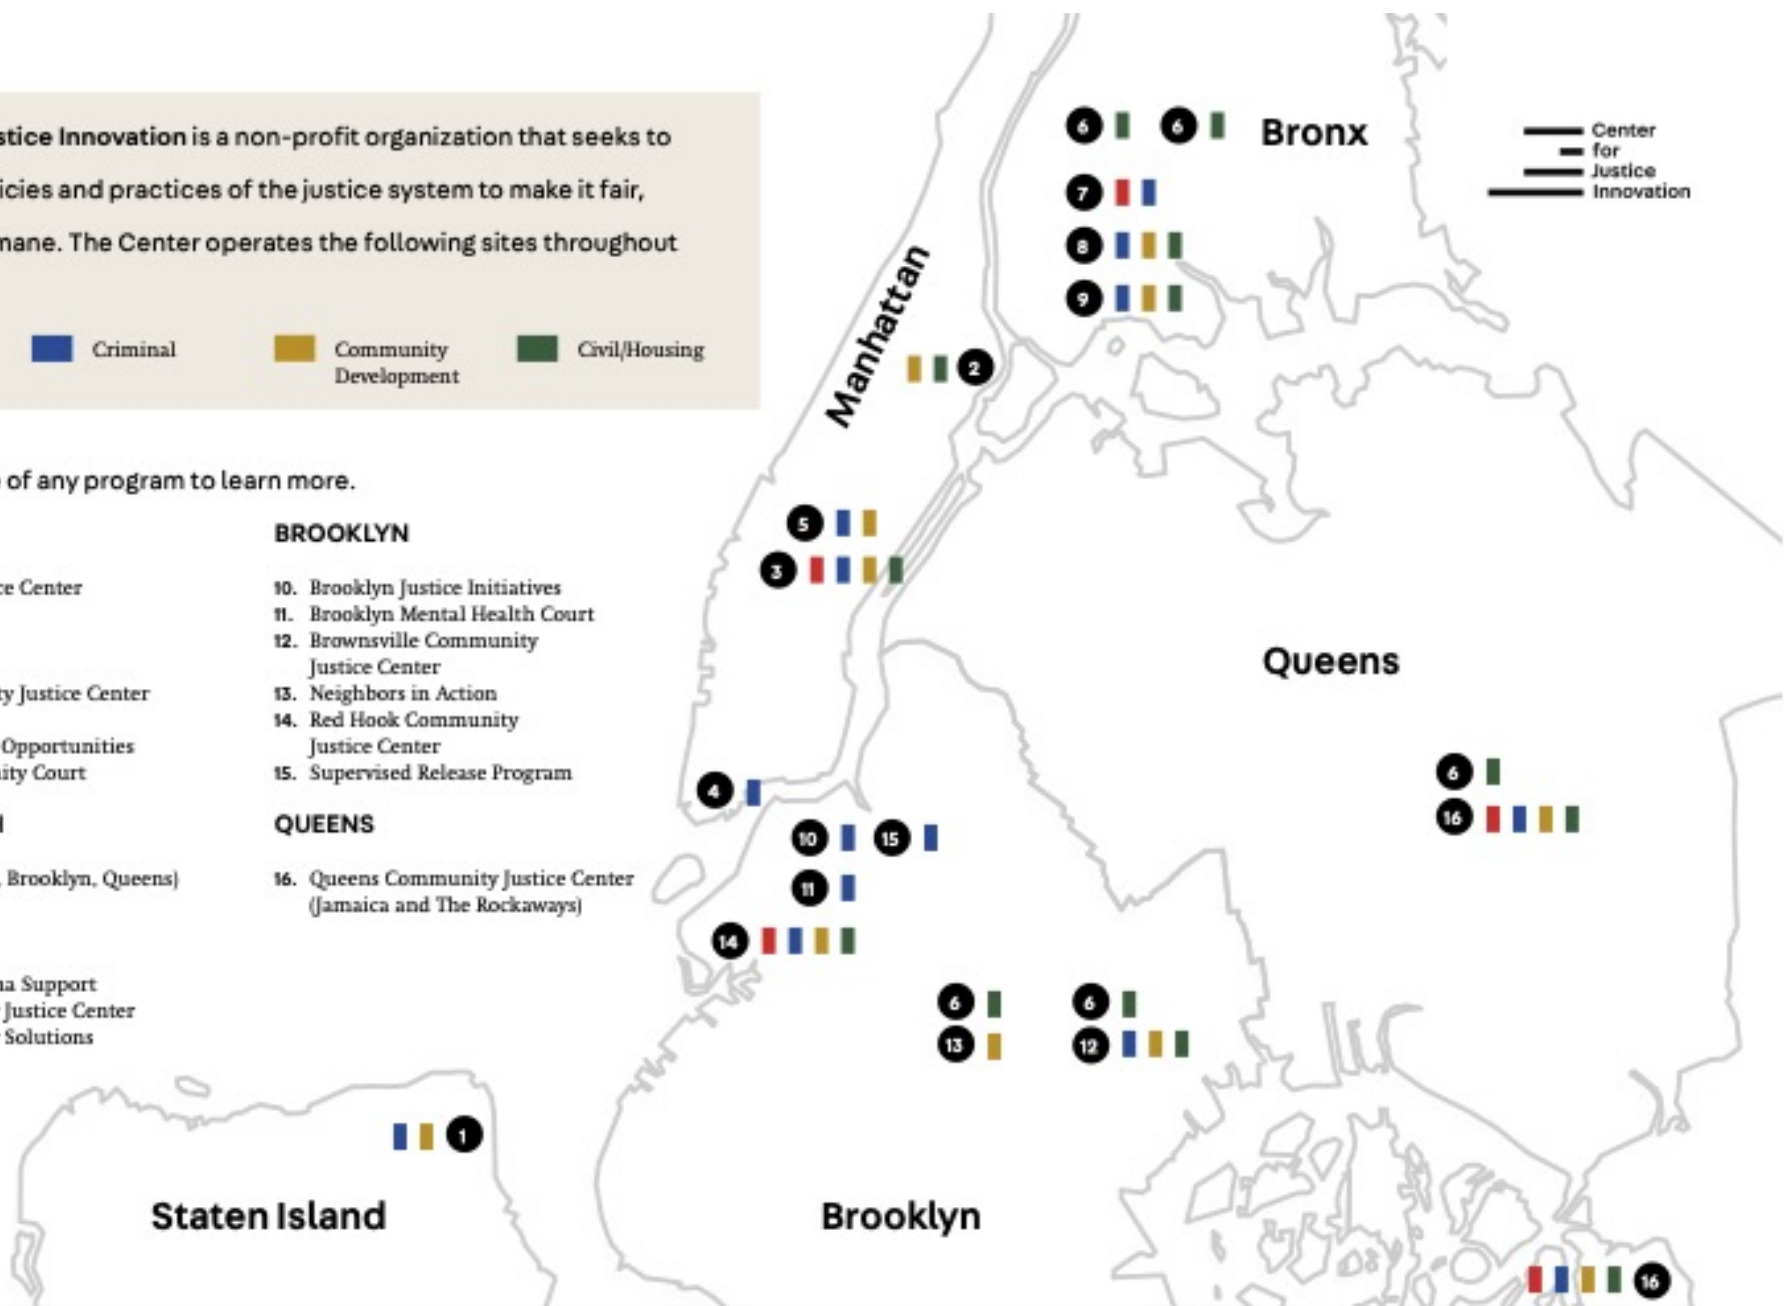 stice Innovation is a non-profit organization that seeks to
icies and practices of the justice system to make it fair,
mane. The Center operates the following sites throughout
Criminal
Community
Development
Civil/Housing
of any program to learn more.
ce Center
ty Justice Center
Opportunities
ity Court
, Brooklyn, Queens)
na Support
Justice Center
Solutions
BROOKLYN
10. Brooklyn Justice Initiatives
11. Brooklyn Mental Health Court
12. Brownsville Community
Justice Center
13. Neighbors in Action
14. Red Hook Community
Justice Center
15. Supervised Release Program
QUEENS
16. Queens Community Justice Center
(Jamaica and The Rockaways)
Center
for
Justice
Innovation
6 6 Bronx
7
8
9
Manhattan
2
5
3
4
Queens
6
16
10 15
11
14
6 6
13 12
1
Staten Island
Brooklyn
16